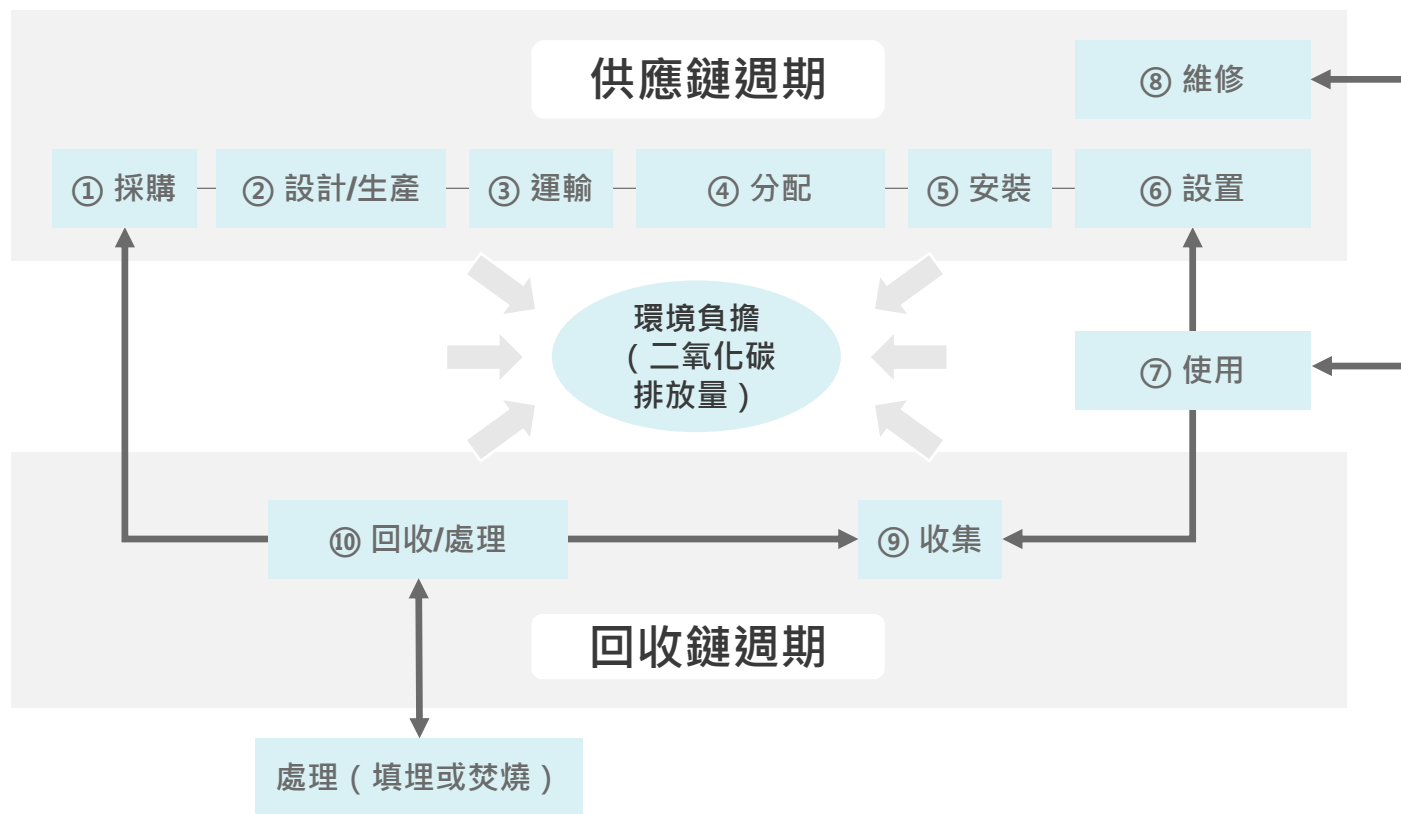 供應鏈週期
⑧ 維修
① 採購
② 設計/生產
③ 運輸
④ 分配
⑤ 安裝
⑥ 設置
環境負擔
（二氧化碳
排放量）
⑦ 使用
⑩ 回收/處理
⑨ 收集
回收鏈週期
處理（填埋或焚燒）